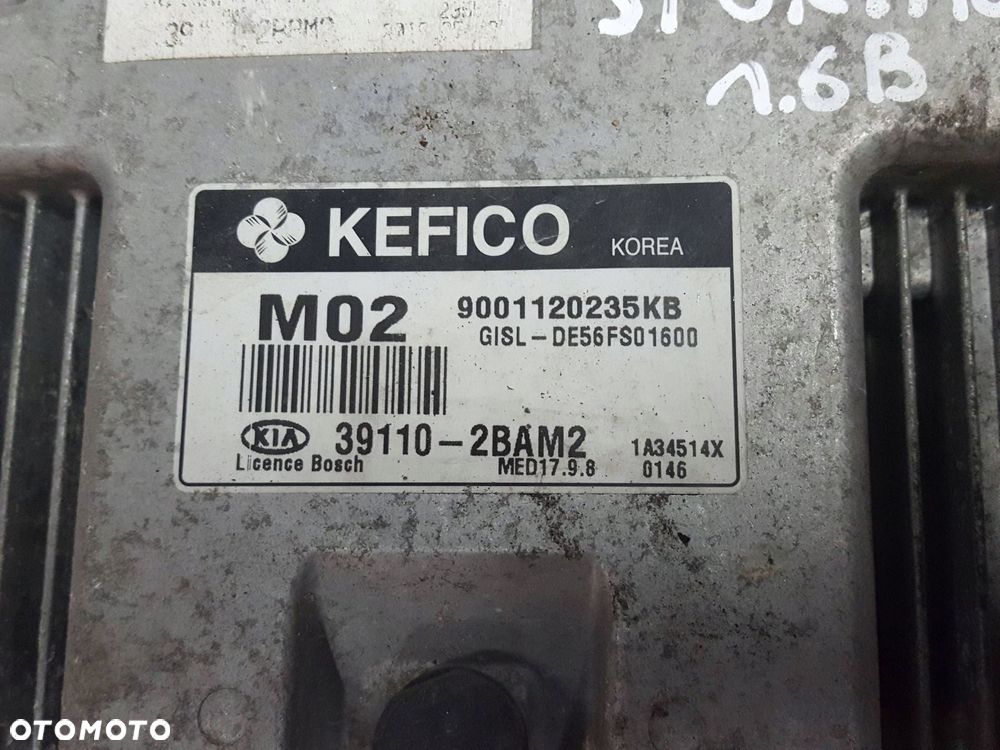 1.6B
KEFICO KOREA
M02 9001120235KB
GISL-DE56FS01600
KIA 39110-2BAM2 1A34514X
Licence Bosch MED17.9.8 0146
OTOMOTO